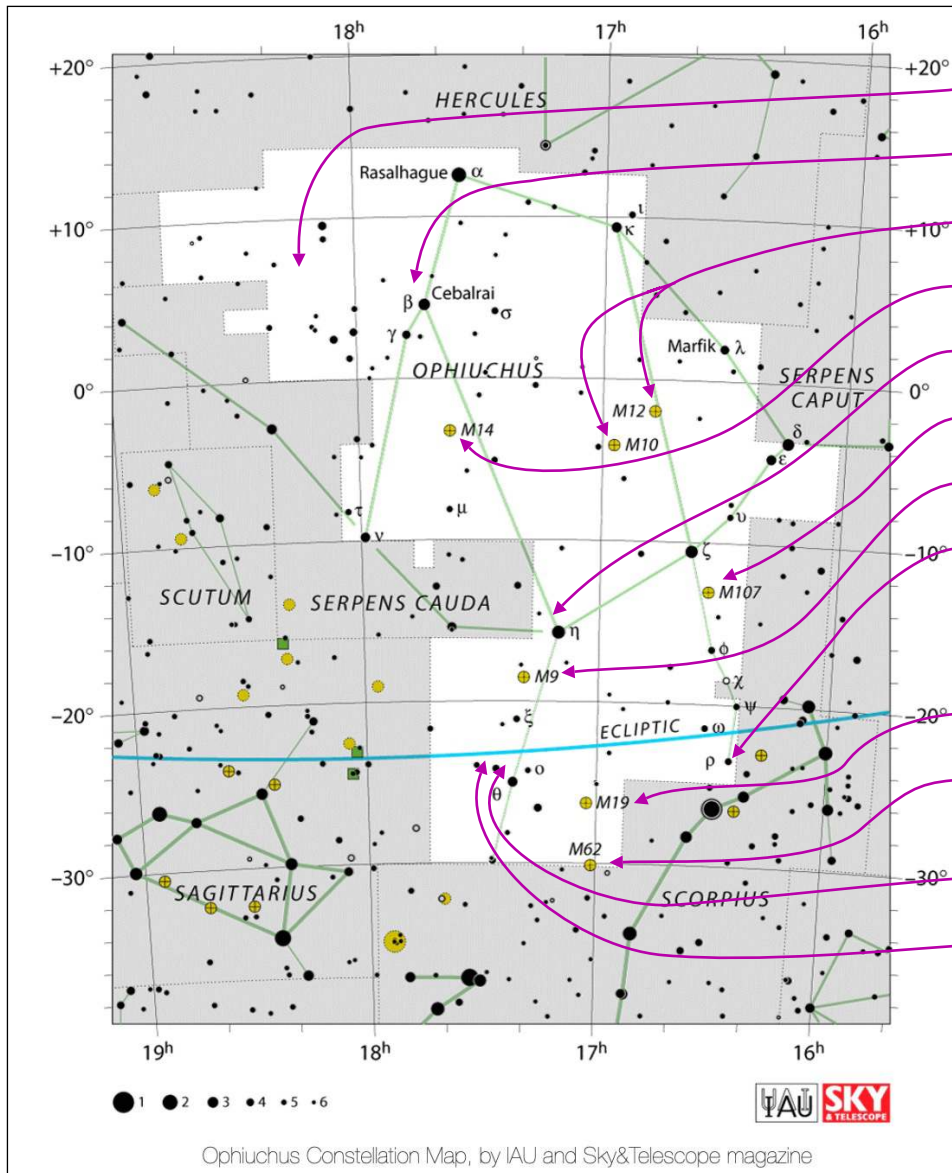 18h 17h 16h
+20° +20°
HERCULES
Rasalhague α
+10° ι +10°
κ
β Cebalrai
σ
γ
Marfik λ
OPHIUCHUS
0° SERPENS 0°
CAPUT
M12
M14 δ
M10
ε
μ
τ υ
ν
−10° ζ −10°
SCUTUM SERPENS CAUDA M107
η
φ
M9 χ
ψ
−20° ξ ECLIPTIC ω −20°
ρ
ο
θ
M19
M62
−30° SAGITTARIUS SCORPIUS −30°
19h 18h 17h 16h
1 2 3 4 5 6
IAU SKY
& TELESCOPE
Ophiuchus Constellation Map, by IAU and Sky&Telescope magazine